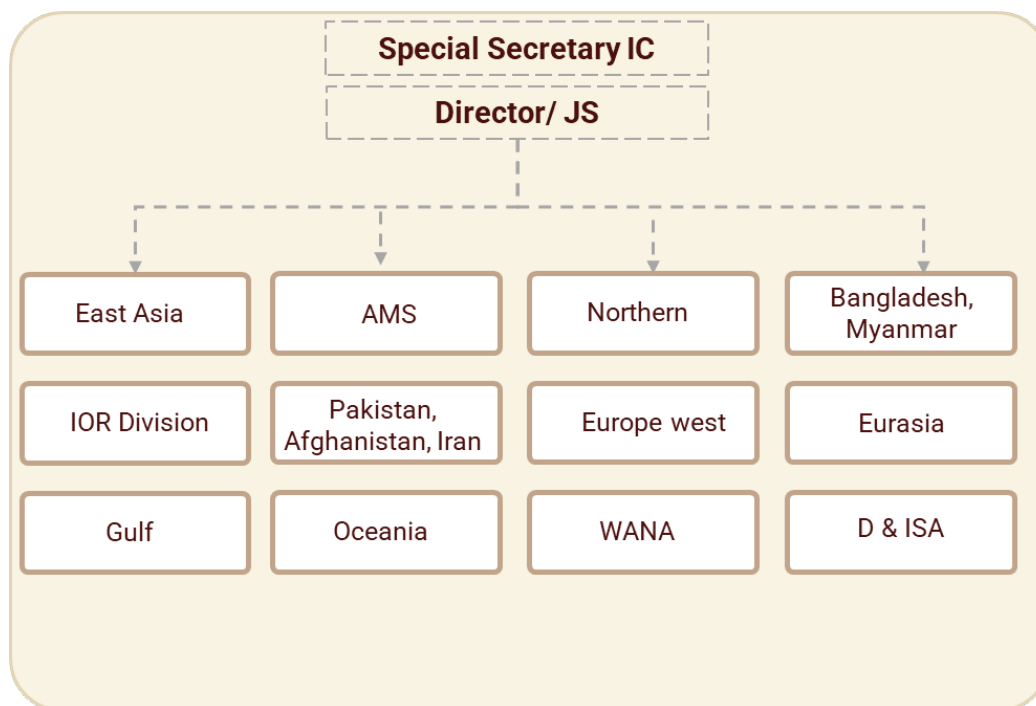 Special Secretary IC
Director/ JS
East Asia
AMS
Northern
Bangladesh,
Myanmar
IOR Division
Pakistan,
Afghanistan, Iran
Europe west
Eurasia
Gulf
Oceania
WANA
D & ISA